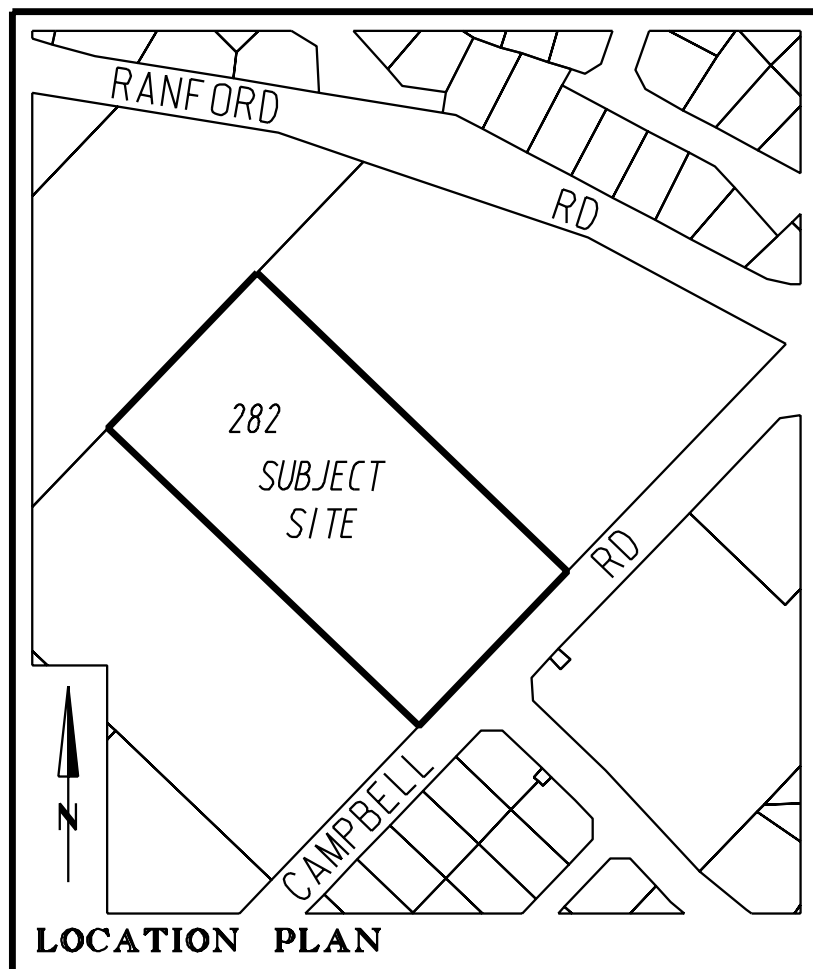 RANFORD RD
282
SUBJECT
SITE
CAMPBELL RD
N
LOCATION PLAN